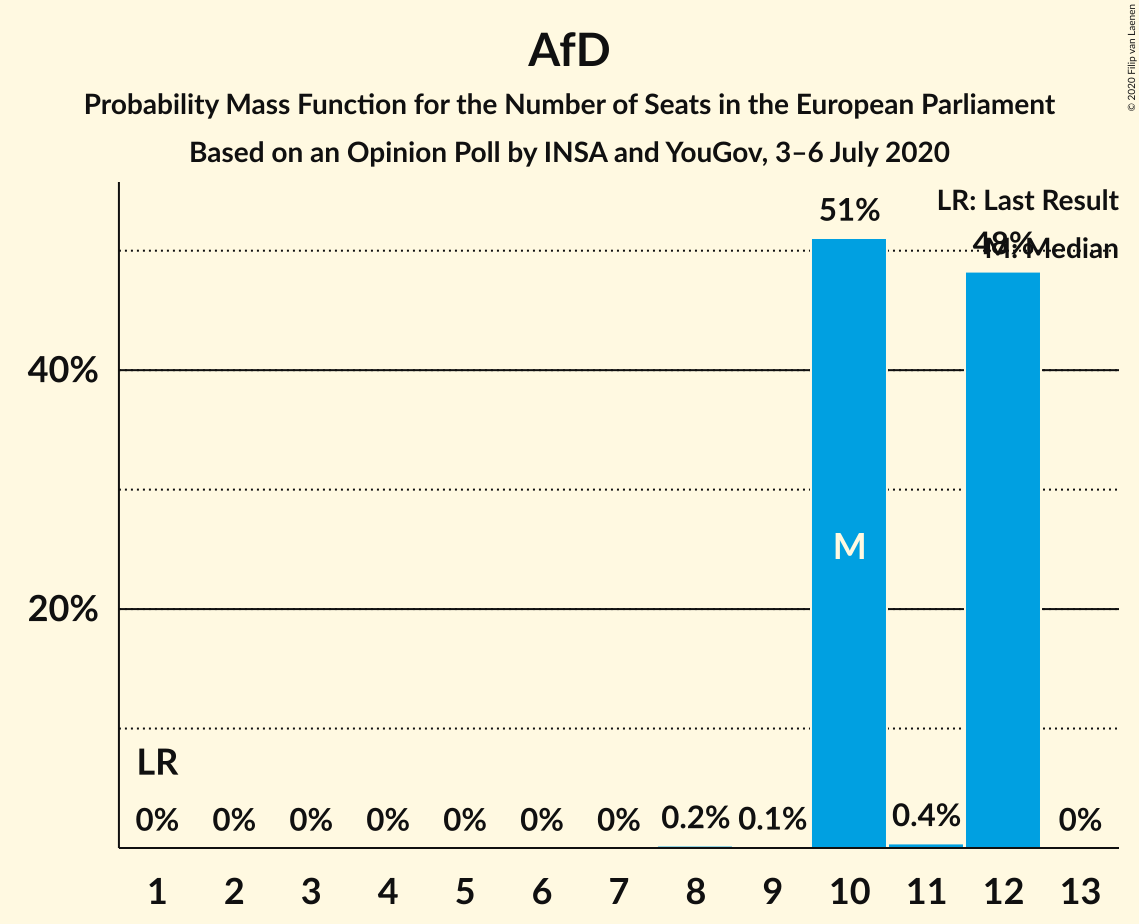 AfD
Probability Mass Function for the Number of Seats in the European Parliament
Based on an Opinion Poll by INSA and YouGov, 3–6 July 2020
© 2020 Filip van Laenen
LR: Last Result
M: Median
51%
48%
40%
M
20%
LR
0% 0% 0% 0% 0% 0% 0% 0.2% 0.1% 0.4% 0%
1 2 3 4 5 6 7 8 9 10 11 12 13